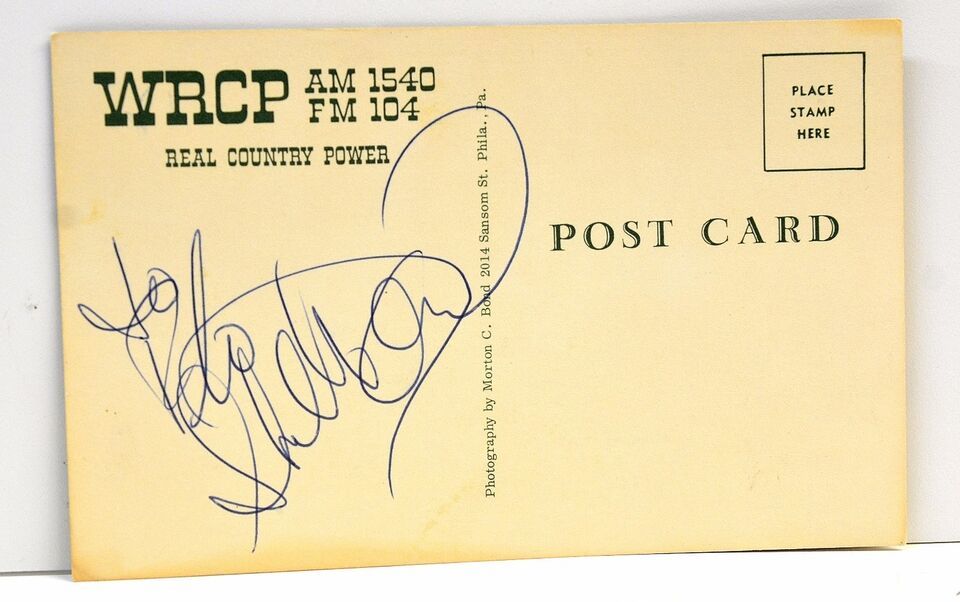 WRCP AM 1540
FM 104
REAL COUNTRY POWER
To
Photography by Morton C. Bond 2014 Sansom St. Phila., Pa.
PLACE
STAMP
HERE
POST CARD